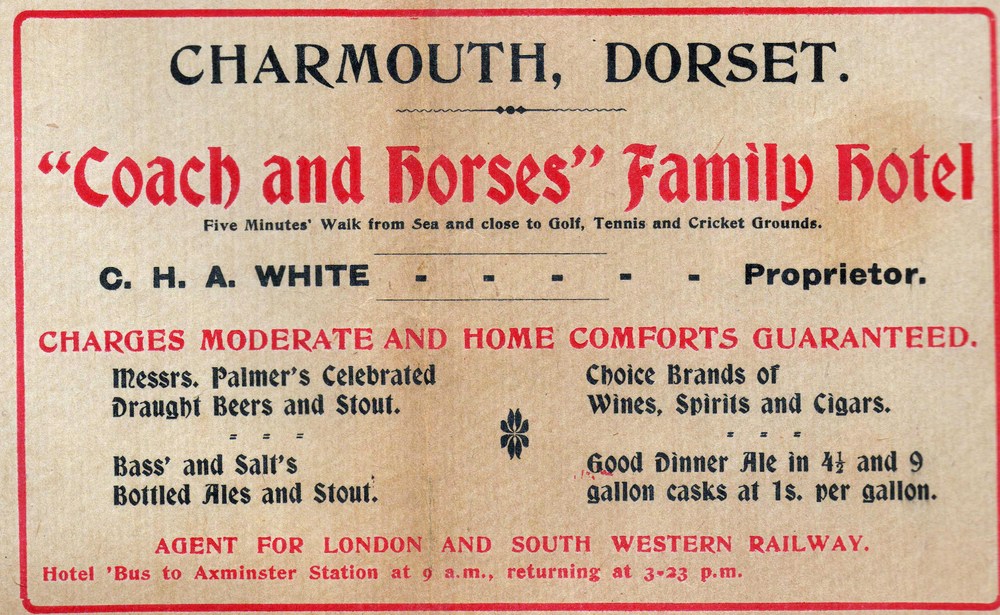 CHARMOUTH, DORSET.
"Coach and Horses" Family Hotel
Five Minutes' Walk from Sea and close to Golf, Tennis and Cricket Grounds.
C. H. A. WHITE - - - - - Proprietor.
CHARGES MODERATE AND HOME COMFORTS GUARANTEED.
Messrs. Palmer's Celebrated
Draught Beers and Stout.
Bass' and Salt's
Bottled Ales and Stout.
Choice Brands of
Wines, Spirits and Cigars.
Good Dinner Ale in 4½ and 9
gallon casks at 1s. per gallon.
AGENT FOR LONDON AND SOUTH WESTERN RAILWAY.
Hotel 'Bus to Axminster Station at 9 a.m., returning at 3-23 p.m.